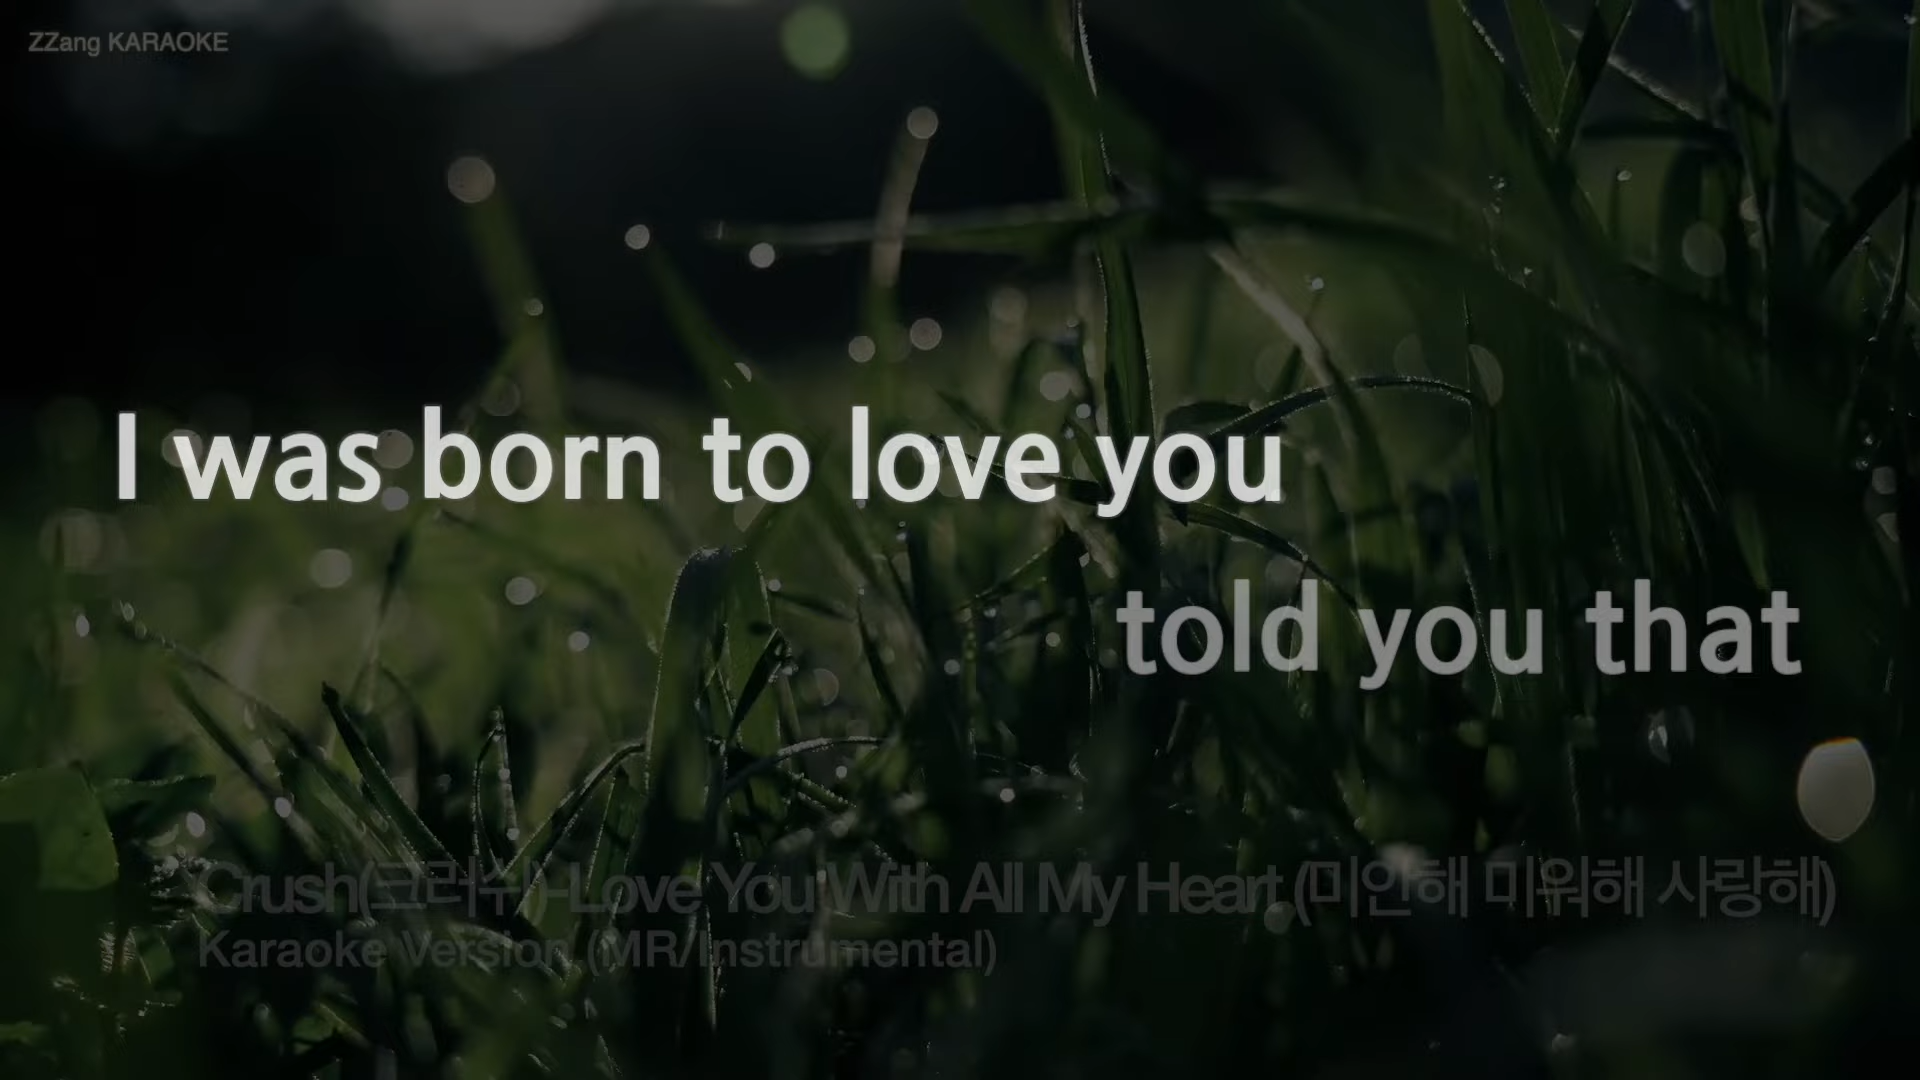 ZZang KARAOKE
I was born to love you
told you that
Crush(크러쉬)-Love You With All My Heart (미안해 미워해 사랑해)
Karaoke Version (MR/Instrumental)